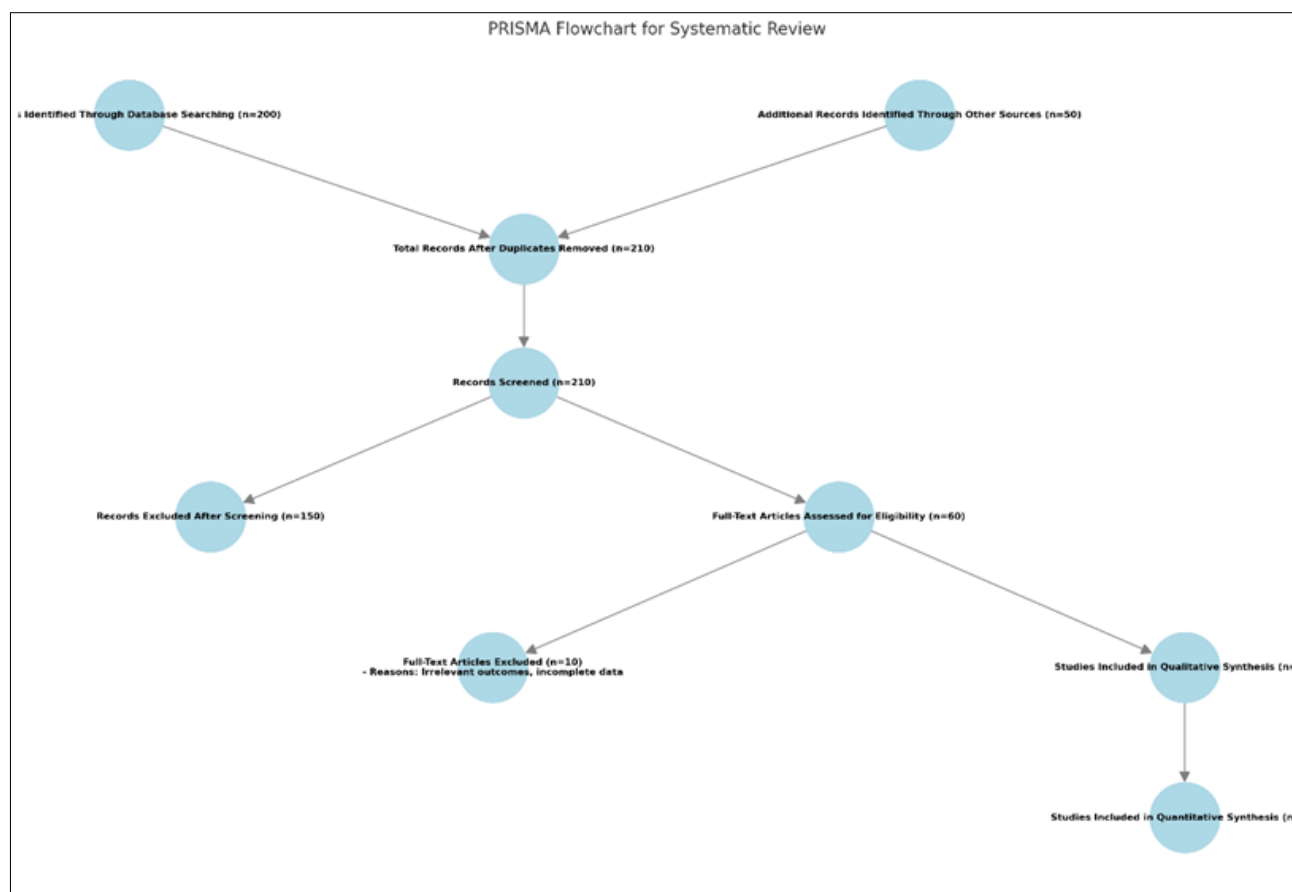 PRISMA Flowchart for Systematic Review
s Identified Through Database Searching (n=200)
Additional Records Identified Through Other Sources (n=50)
Total Records After Duplicates Removed (n=210)
Records Screened (n=210)
Records Excluded After Screening (n=150)
Full-Text Articles Assessed for Eligibility (n=60)
Full-Text Articles Excluded (n=10)
- Reasons: Irrelevant outcomes, incomplete data
Studies Included in Qualitative Synthesis (n=
Studies Included in Quantitative Synthesis (n